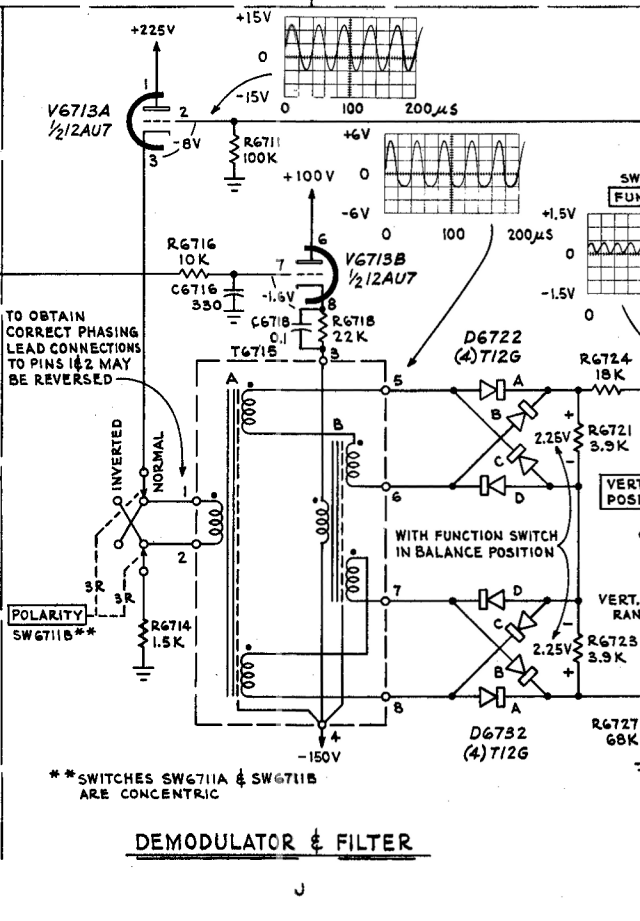 +225V
+15V
0
-15V
0
100
200µS
1
V6713A
½12AU7
2
-8V
3
R6711
100K
+6V
0
-6V
0
100
200µS
+100V
SW
FUN
+1.5V
0
-1.5V
0
6
R6716
10K
7
V6713B
½12AU7
C6716
330
-1.6V
8
C6718
0.1
R6718
22K
TO OBTAIN
CORRECT PHASING
LEAD CONNECTIONS
TO PINS 1&2 MAY
BE REVERSED
T6715
3
D6722
(4)T12G
R6724
18K
A
B
5
A
B
+
2.25V
R6721
3.9K
C
-
INVERTED
NORMAL
1
6
D
VERT
POSI
2
WITH FUNCTION SWITCH
IN BALANCE POSITION
3R
3R
7
D
VERT.
RAN
POLARITY
SW6711B**
R6714
1.5K
C
-
2.25V
R6723
3.9K
B
+
8
A
4
-150V
D6732
(4)T12G
R6727
68K
**SWITCHES SW6711A & SW6711B
ARE CONCENTRIC
DEMODULATOR & FILTER